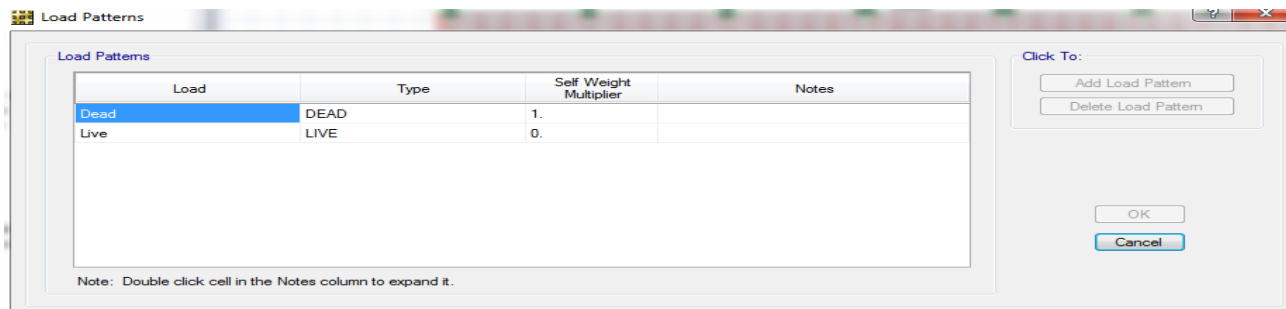 Load Patterns
Load Patterns
Click To:
Load Type Self Weight Multiplier Notes
Add Load Pattern
Dead DEAD 1.
Delete Load Pattern
Live LIVE 0.
OK
Cancel
Note: Double click cell in the Notes column to expand it.